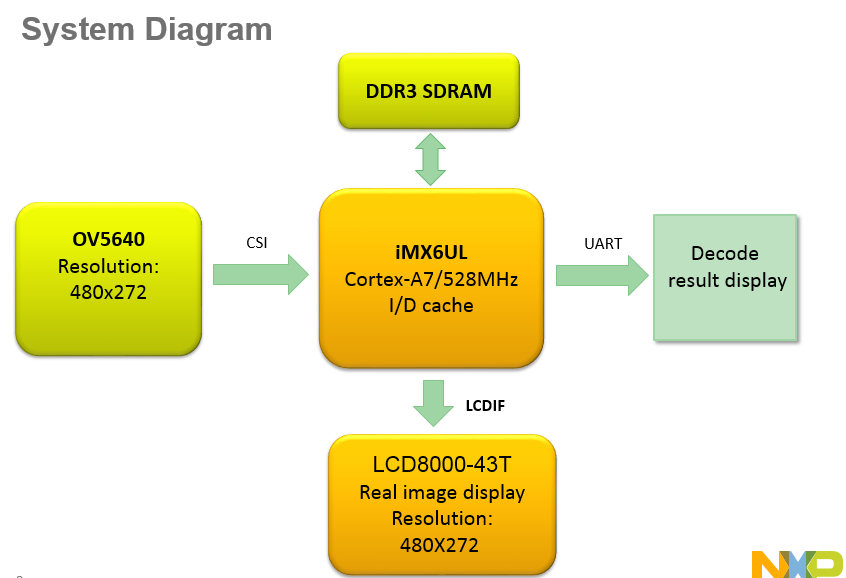 System Diagram
DDR3 SDRAM
OV5640
Resolution:
480x272
CSI
iMX6UL
Cortex-A7/528MHz
I/D cache
UART
Decode
result display
LCDIF
LCD8000-43T
Real image display
Resolution:
480X272
NXP